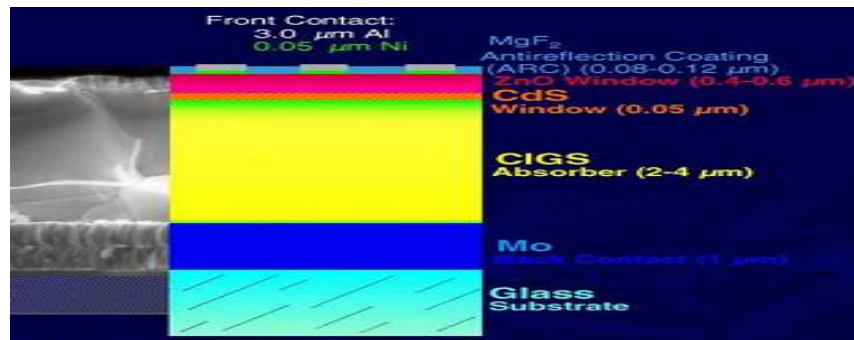 Front Contact:
3.0 μm Al
0.05 μm Ni
MgF₂
Antireflection Coating
(ARC) (0.08-0.12 μm)
ZnO Window (0.4-0.6 μm)
CdS
Window (0.05 μm)
CIGS
Absorber (2-4 μm)
Mo
Back Contact (1 μm)
Glass
Substrate